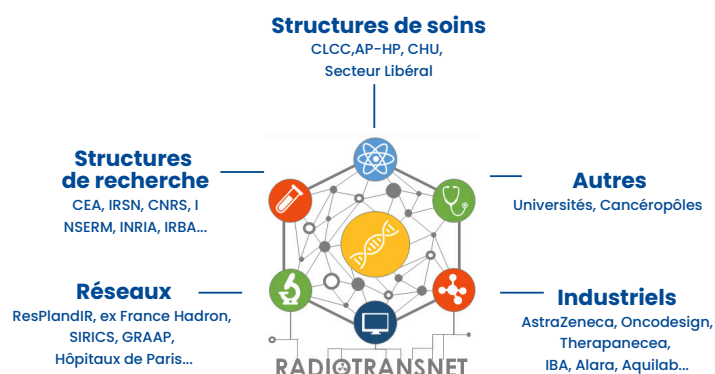 Structures de soins
CLCC,AP-HP, CHU,
Secteur Libéral
Structures
de recherche
CEA, IRSN, CNRS, I
NSERM, INRIA, IRBA...
Autres
Universités, Cancéropôles
Réseaux
ResPlandIR, ex France Hadron,
SIRICS, GRAAP,
Hôpitaux de Paris...
Industriels
AstraZeneca, Oncodesign,
Therapanecea,
IBA, Alara, Aquilab...
RADIOTRANSNET